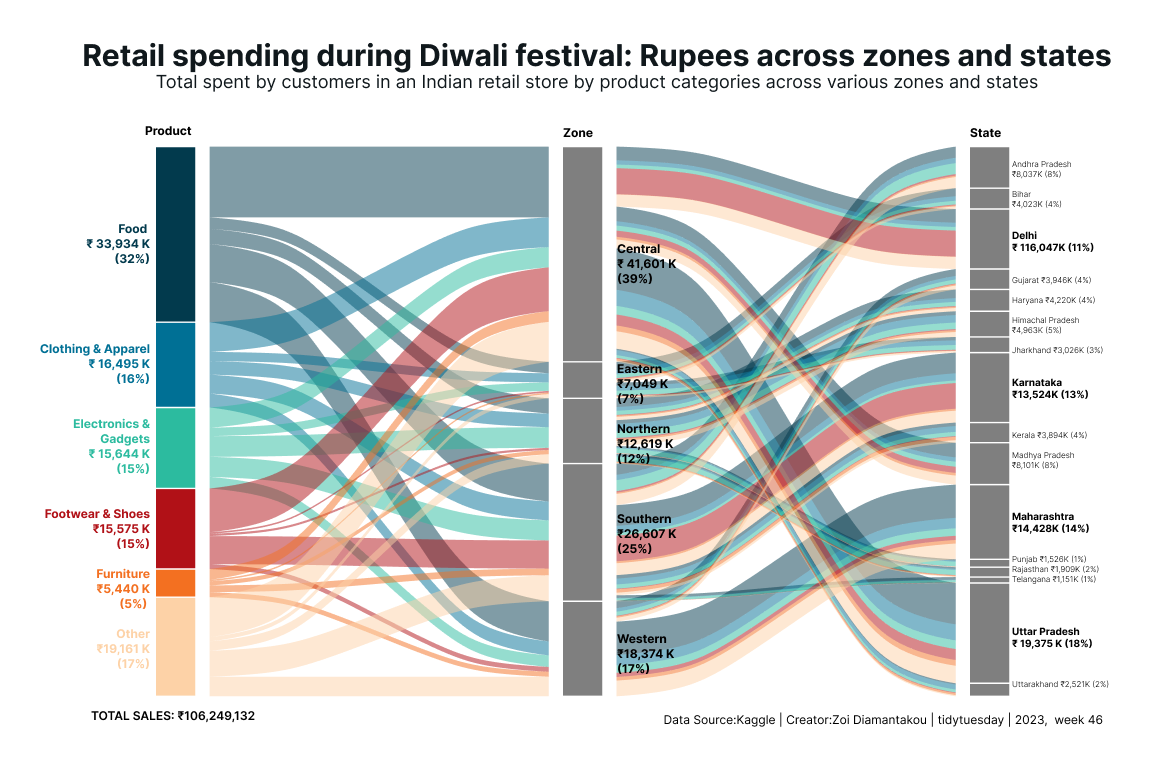 Retail spending during Diwali festival: Rupees across zones and states
Total spent by customers in an Indian retail store by product categories across various zones and states
Product
Zone
State
Food
₹ 33,934 K
(32%)
Clothing & Apparel
₹ 16,495 K
(16%)
Electronics &
Gadgets
₹ 15,644 K
(15%)
Footwear & Shoes
₹15,575 K
(15%)
Furniture
₹5,440 K
(5%)
Other
₹19,161 K
(17%)
Central
₹ 41,601 K
(39%)
Eastern
₹7,049 K
(7%)
Northern
₹12,619 K
(12%)
Southern
₹26,607 K
(25%)
Western
₹18,374 K
(17%)
Andhra Pradesh
₹8,037K (8%)
Bihar
₹4,023K (4%)
Delhi
₹ 116,047K (11%)
Gujarat ₹3,946K (4%)
Haryana ₹4,220K (4%)
Himachal Pradesh
₹4,963K (5%)
Jharkhand ₹3,026K (3%)
Karnataka
₹13,524K (13%)
Kerala ₹3,894K (4%)
Madhya Pradesh
₹8,101K (8%)
Maharashtra
₹14,428K (14%)
Punjab ₹1,526K (1%)
Rajasthan ₹1,909K (2%)
Telangana ₹1,151K (1%)
Uttar Pradesh
₹ 19,375 K (18%)
Uttarakhand ₹2,521K (2%)
TOTAL SALES: ₹106,249,132
Data Source:Kaggle | Creator:Zoi Diamantakou | tidytuesday | 2023, week 46